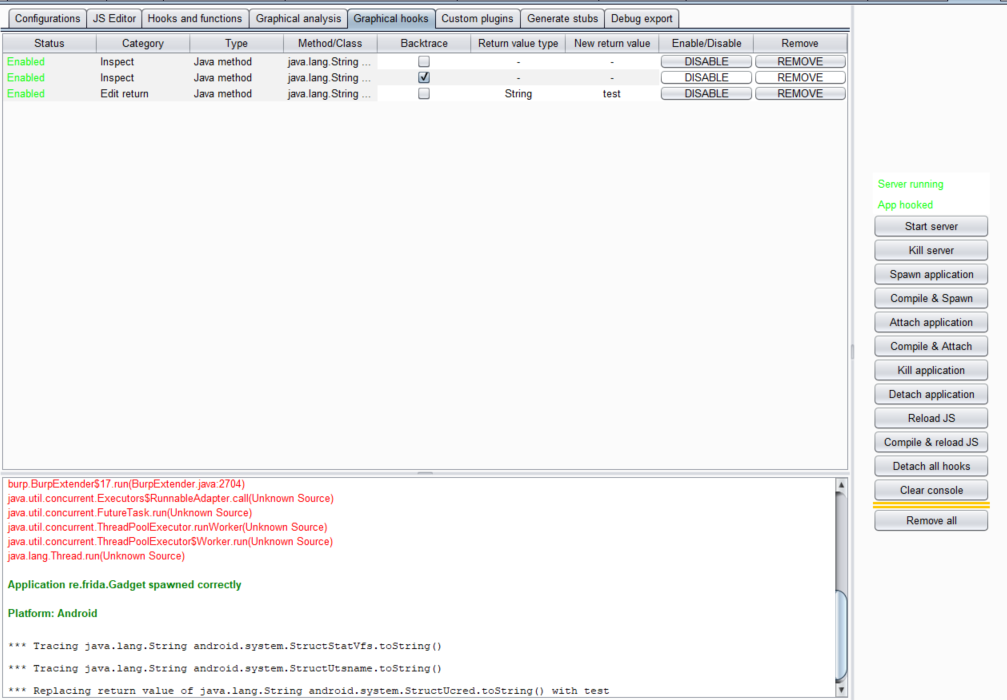 Configurations JS Editor Hooks and functions Graphical analysis Graphical hooks Custom plugins Generate stubs Debug export
Status Category Type Method/Class Backtrace Return value type New return value Enable/Disable Remove
Enabled Inspect Java method java.lang.String ... - - DISABLE REMOVE
Enabled Inspect Java method java.lang.String ... - - DISABLE REMOVE
Enabled Edit return Java method java.lang.String ... String test DISABLE REMOVE
Server running
App hooked
Start server
Kill server
Spawn application
Compile & Spawn
Attach application
Compile & Attach
Kill application
Detach application
Reload JS
Compile & reload JS
Detach all hooks
Clear console
Remove all
burp.BurpExtender$17.run(BurpExtender.java:2704)
java.util.concurrent.Executors$RunnableAdapter.call(Unknown Source)
java.util.concurrent.FutureTask.run(Unknown Source)
java.util.concurrent.ThreadPoolExecutor.runWorker(Unknown Source)
java.util.concurrent.ThreadPoolExecutor$Worker.run(Unknown Source)
java.lang.Thread.run(Unknown Source)
Application re.frida.Gadget spawned correctly
Platform: Android
*** Tracing java.lang.String android.system.StructStatVfs.toString()
*** Tracing java.lang.String android.system.StructUtsname.toString()
*** Replacing return value of java.lang.String android.system.StructUcred.toString() with test